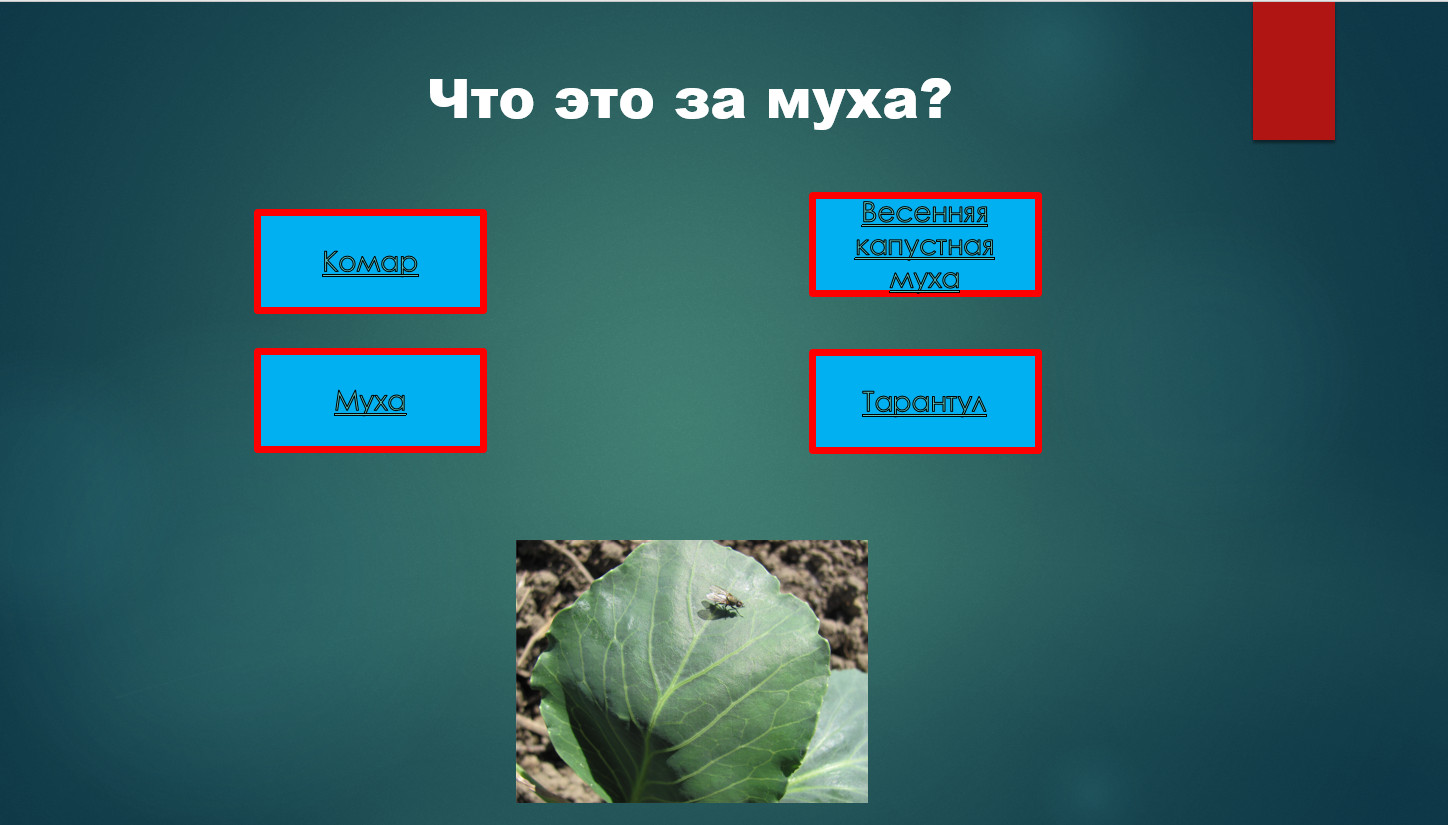 Что это за муха?
Комар
Весенняя
капустная
муха
Муха
Тарантул